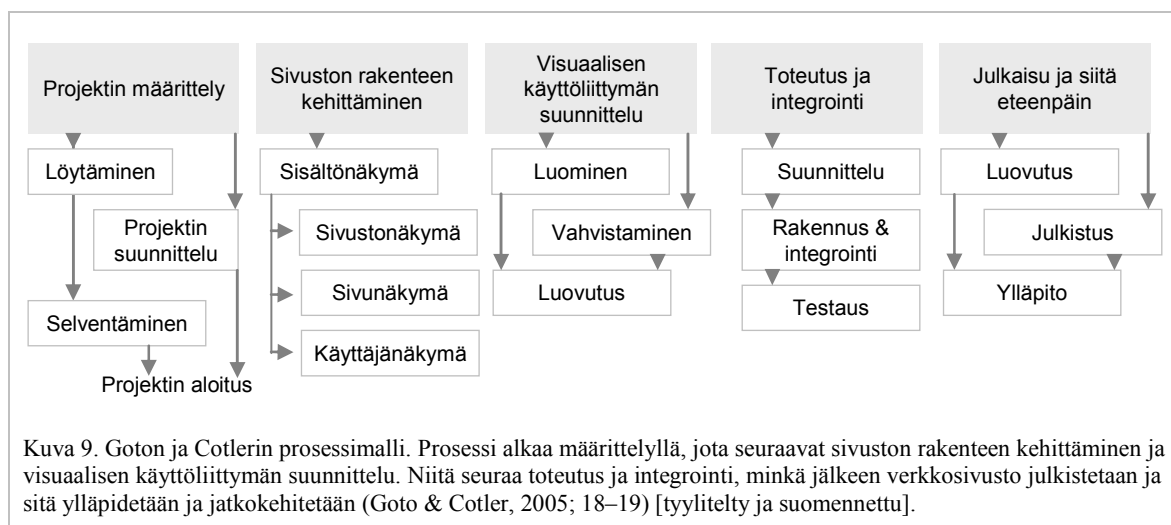 Projektin määrittely
Sivuston rakenteen
kehittäminen
Visuaalisen
käyttöliittymän
suunnittelu
Toteutus ja
integrointi
Julkaisu ja siitä
eteenpäin
Löytäminen
Projektin
suunnittelu
Selventäminen
Projektin aloitus
Sisältönäkymä
Sivustonäkymä
Sivunäkymä
Käyttäjänäkymä
Luominen
Vahvistaminen
Luovutus
Suunnittelu
Rakennus &
integrointi
Testaus
Luovutus
Julkistus
Ylläpito
Kuva 9. Goton ja Cotlerin prosessimalli. Prosessi alkaa määrittelyllä, jota seuraavat sivuston rakenteen kehittäminen ja
visuaalisen käyttöliittymän suunnittelu. Niitä seuraa toteutus ja integrointi, minkä jälkeen verkkosivusto julkistetaan ja
sitä ylläpidetään ja jatkokehitetään (Goto & Cotler, 2005; 18–19) [tyylitelty ja suomennettu].